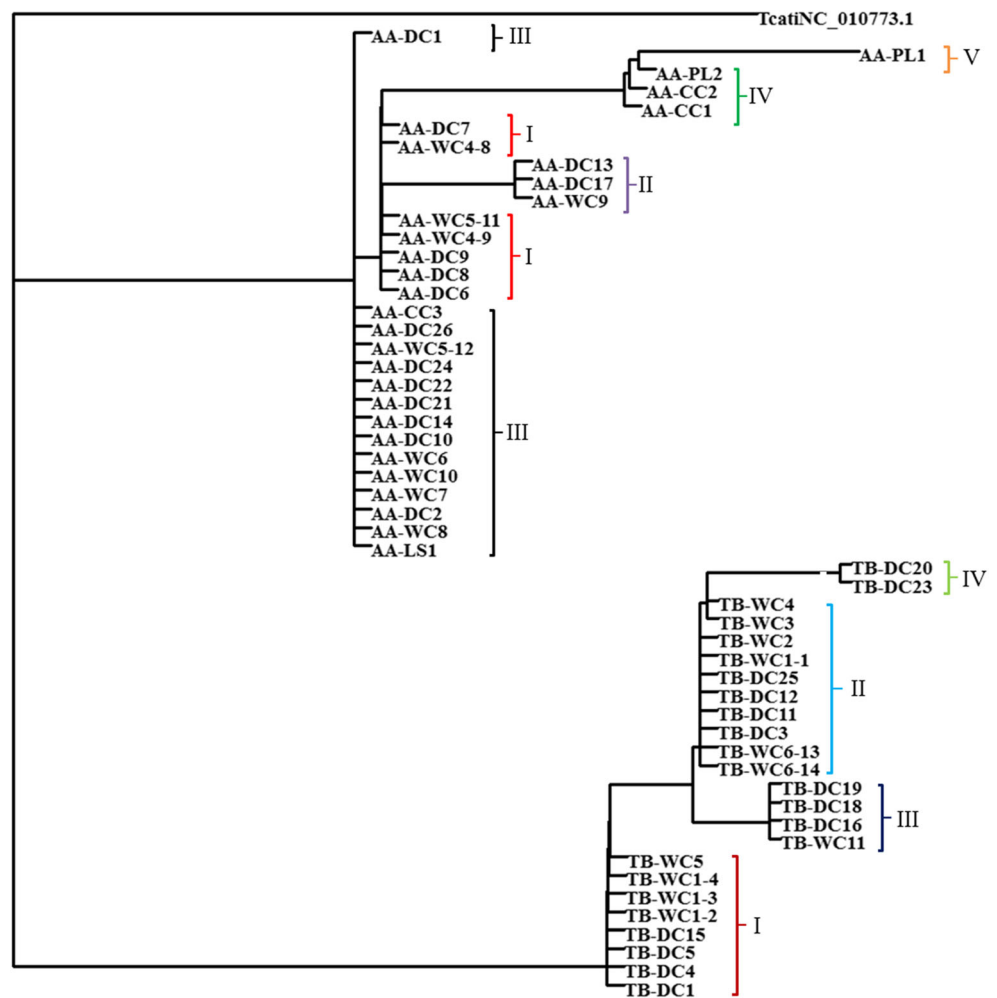 TcatiNC_010773.1
AA-DC1 III
AA-PL1 V
AA-PL2
AA-CC2 IV
AA-CC1
AA-DC7 I
AA-WC4-8
AA-DC13
AA-DC17 II
AA-WC9
AA-WC5-11
AA-WC4-9
AA-DC9 I
AA-DC8
AA-DC6
AA-CC3
AA-DC26
AA-WC5-12
AA-DC24
AA-DC22
AA-DC21
AA-DC14 III
AA-DC10
AA-WC6
AA-WC10
AA-WC7
AA-DC2
AA-WC8
AA-LS1
TB-DC20 IV
TB-DC23
TB-WC4
TB-WC3
TB-WC2
TB-WC1-1
TB-DC25 II
TB-DC12
TB-DC11
TB-DC3
TB-WC6-13
TB-WC6-14
TB-DC19
TB-DC18
TB-DC16 III
TB-WC11
TB-WC5
TB-WC1-4
TB-WC1-3
TB-WC1-2 I
TB-DC15
TB-DC5
TB-DC4
TB-DC1